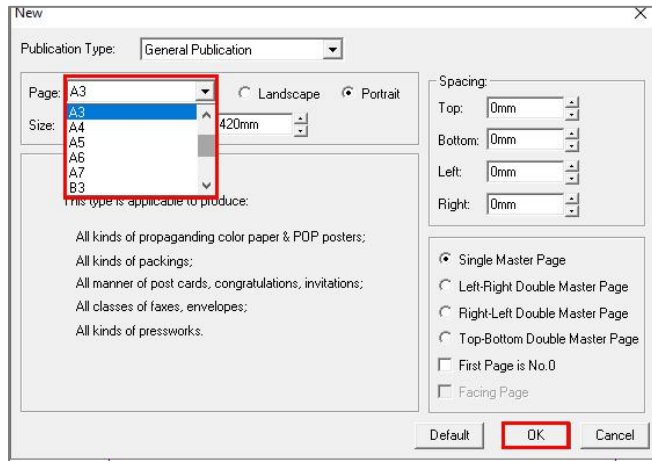 New
Publication Type: General Publication
Page: A3 Landscape Portrait
Size: 420mm
A3
A4
A5
A6
A7
B3
This type is applicable to produce:
All kinds of propaganding color paper & POP posters;
All kinds of packings;
All manner of post cards, congratulations, invitations;
All classes of faxes, envelopes;
All kinds of pressworks.
Spacing:
Top: 0mm
Bottom: 0mm
Left: 0mm
Right: 0mm
Single Master Page
Left-Right Double Master Page
Right-Left Double Master Page
Top-Bottom Double Master Page
First Page is No.0
Facing Page
Default OK Cancel